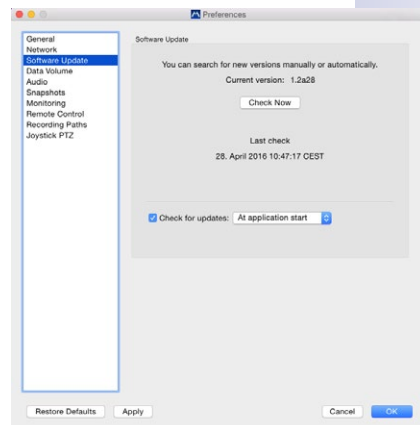 Preferences
General
Network
Software Update
Data Volume
Audio
Snapshots
Monitoring
Remote Control
Recording Paths
Joystick PTZ
Software Update
You can search for new versions manually or automatically.
Current version: 1.2a28
Check Now
Last check
28. April 2016 10:47:17 CEST
Check for updates: At application start
Restore Defaults Apply Cancel OK